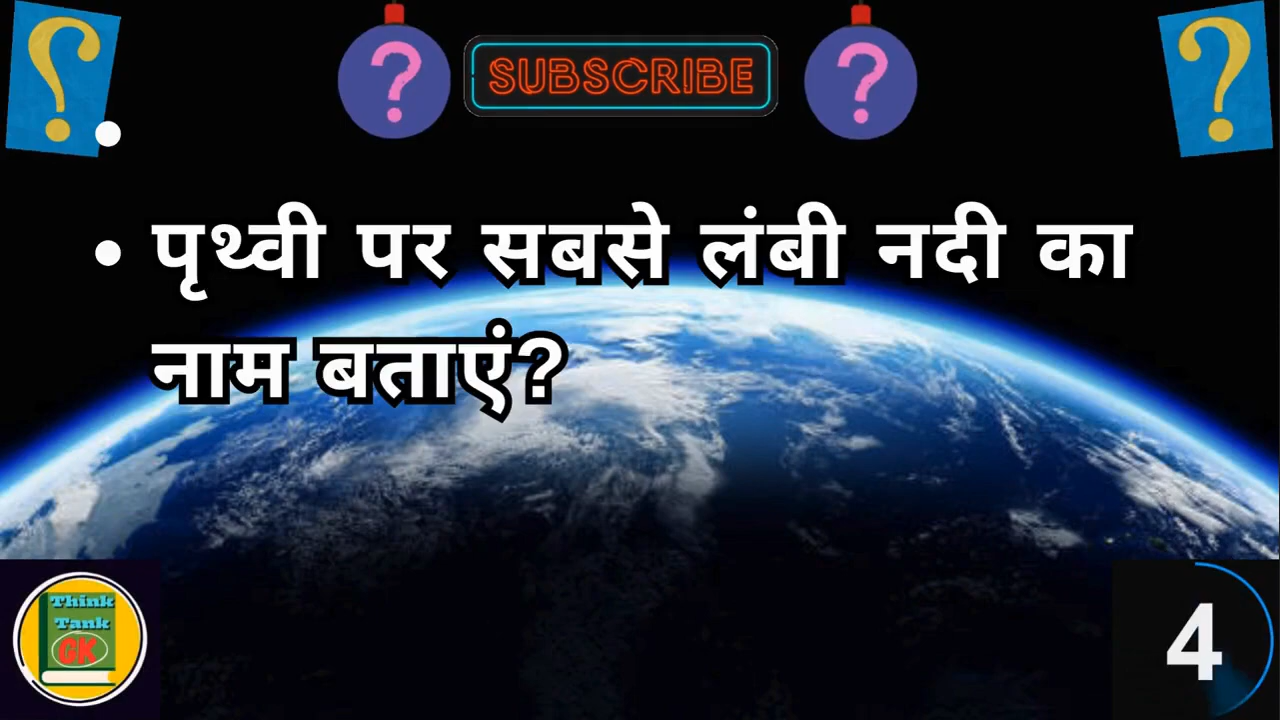 ? ? SUBSCRIBE ? ?
• पृथ्वी पर सबसे लंबी नदी का
नाम बताएं?
Think
Tank
GK
4